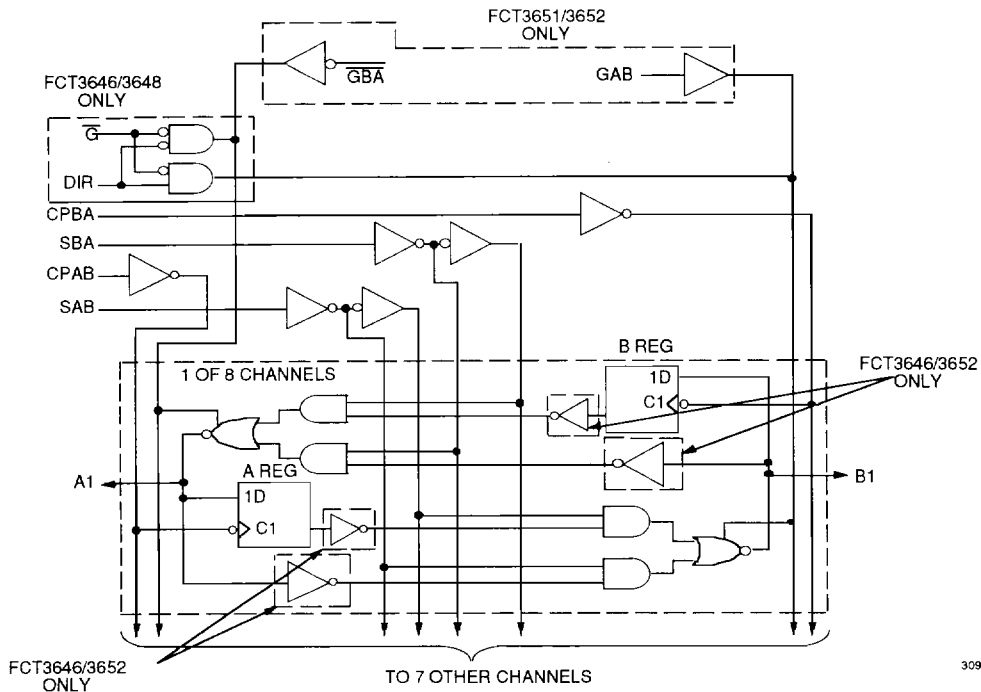 FCT3651/3652
ONLY
GBA
GAB
FCT3646/3648
ONLY
G
DIR
CPBA
SBA
CPAB
SAB
B REG
1 OF 8 CHANNELS
1D
C1
FCT3646/3652
ONLY
A REG
A1
1D
C1
B1
FCT3646/3652
ONLY
TO 7 OTHER CHANNELS
309